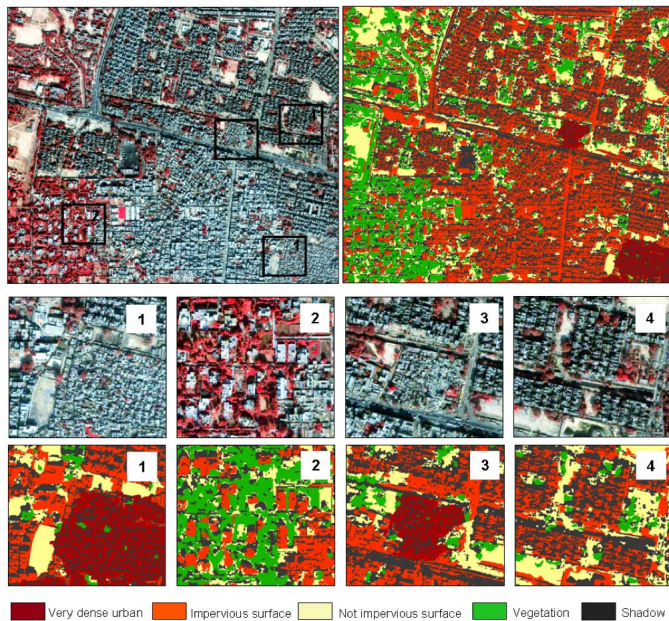 1
2
3
4
1
2
3
4
Very dense urban
Impervious surface
Not impervious surface
Vegetation
Shadow